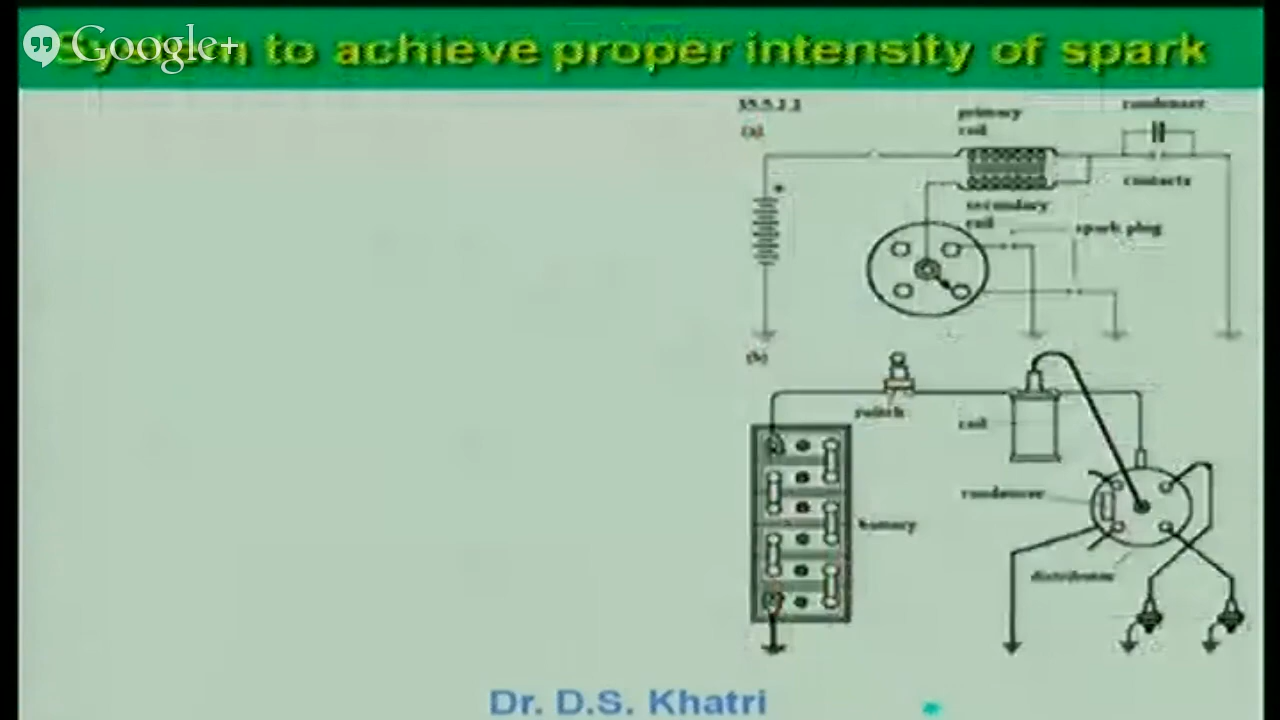 Google+
System to achieve proper intensity of spark
(a)
primary
coil
condenser
contacts
secondary
coil
spark plug
(b)
switch
coil
condenser
battery
distributor
Dr. D.S. Khatri